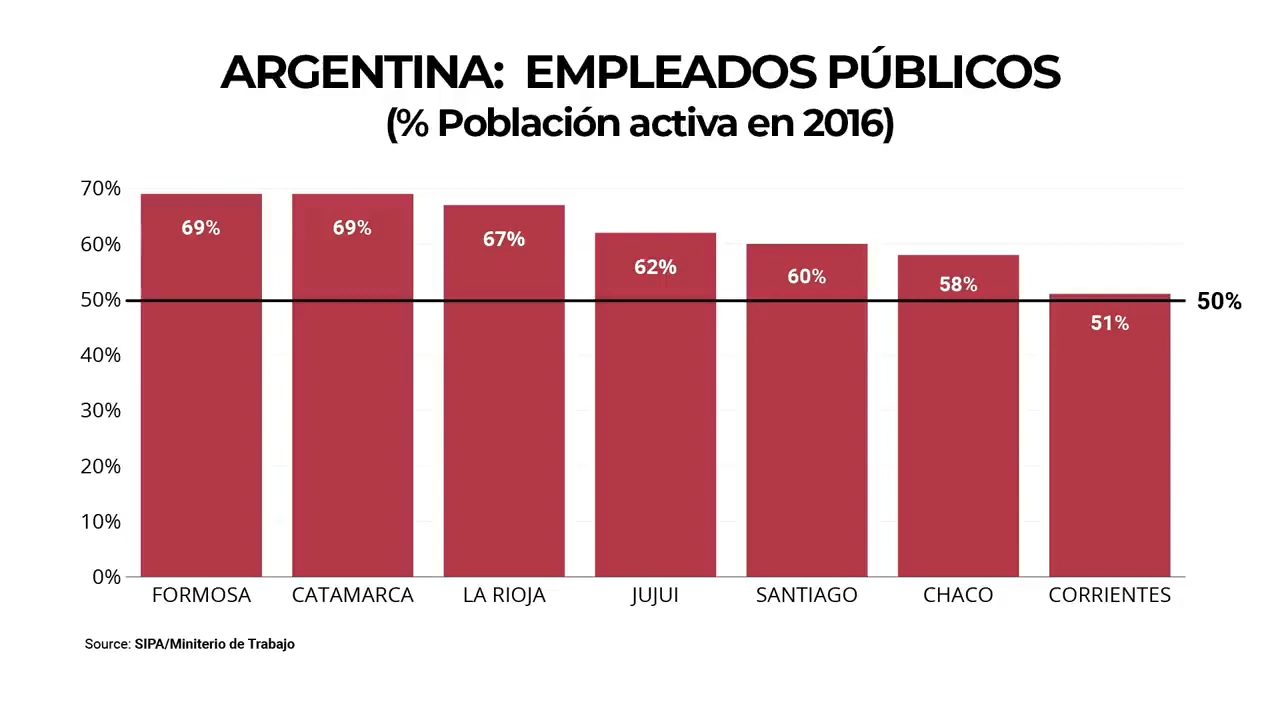 ARGENTINA: EMPLEADOS PÚBLICOS
(% Población activa en 2016)
70%
60%
50%
40%
30%
20%
10%
0%
69%
69%
67%
62%
60%
58%
51%
50%
FORMOSA
CATAMARCA
LA RIOJA
JUJUI
SANTIAGO
CHACO
CORRIENTES
Source: SIPA/Miniterio de Trabajo